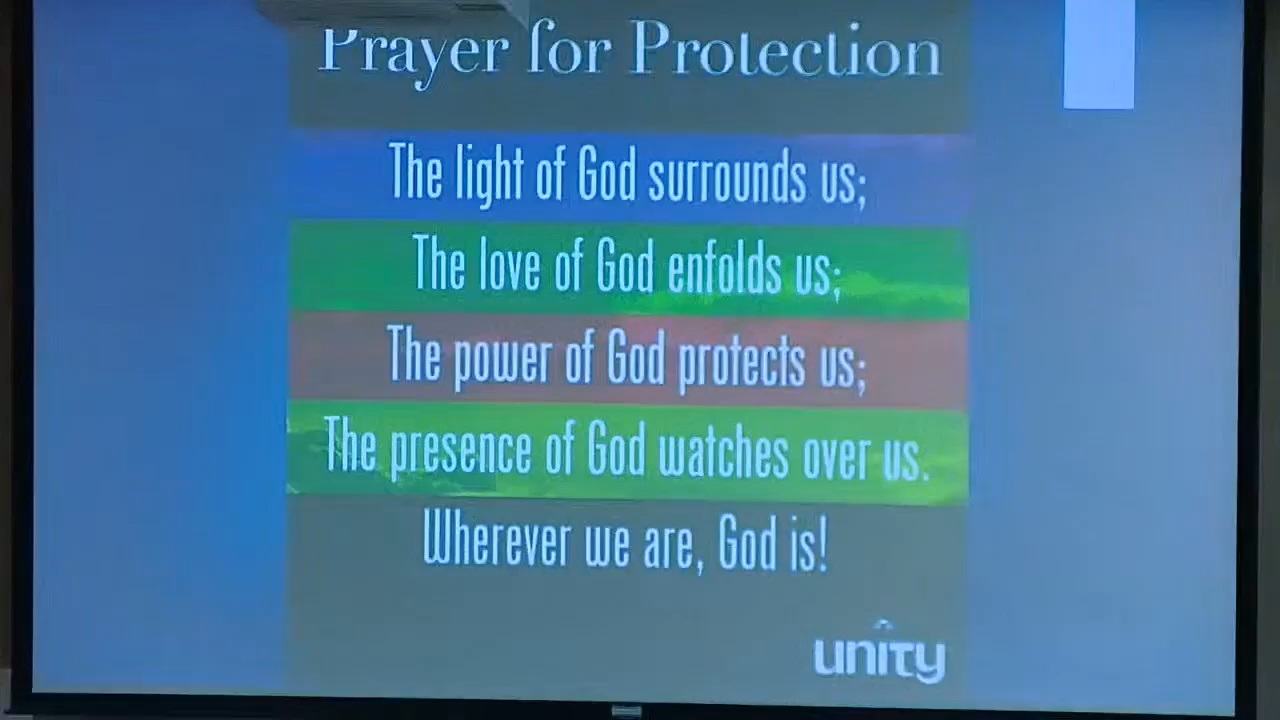 Prayer for Protection
The light of God surrounds us;
The love of God enfolds us;
The power of God protects us;
The presence of God watches over us.
Wherever we are, God is!
unity